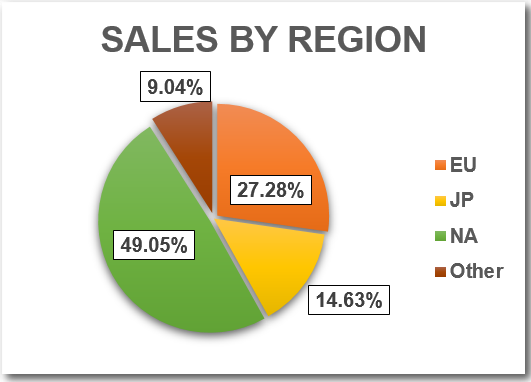 SALES BY REGION
9.04%
27.28%
49.05%
14.63%
EU
JP
NA
Other